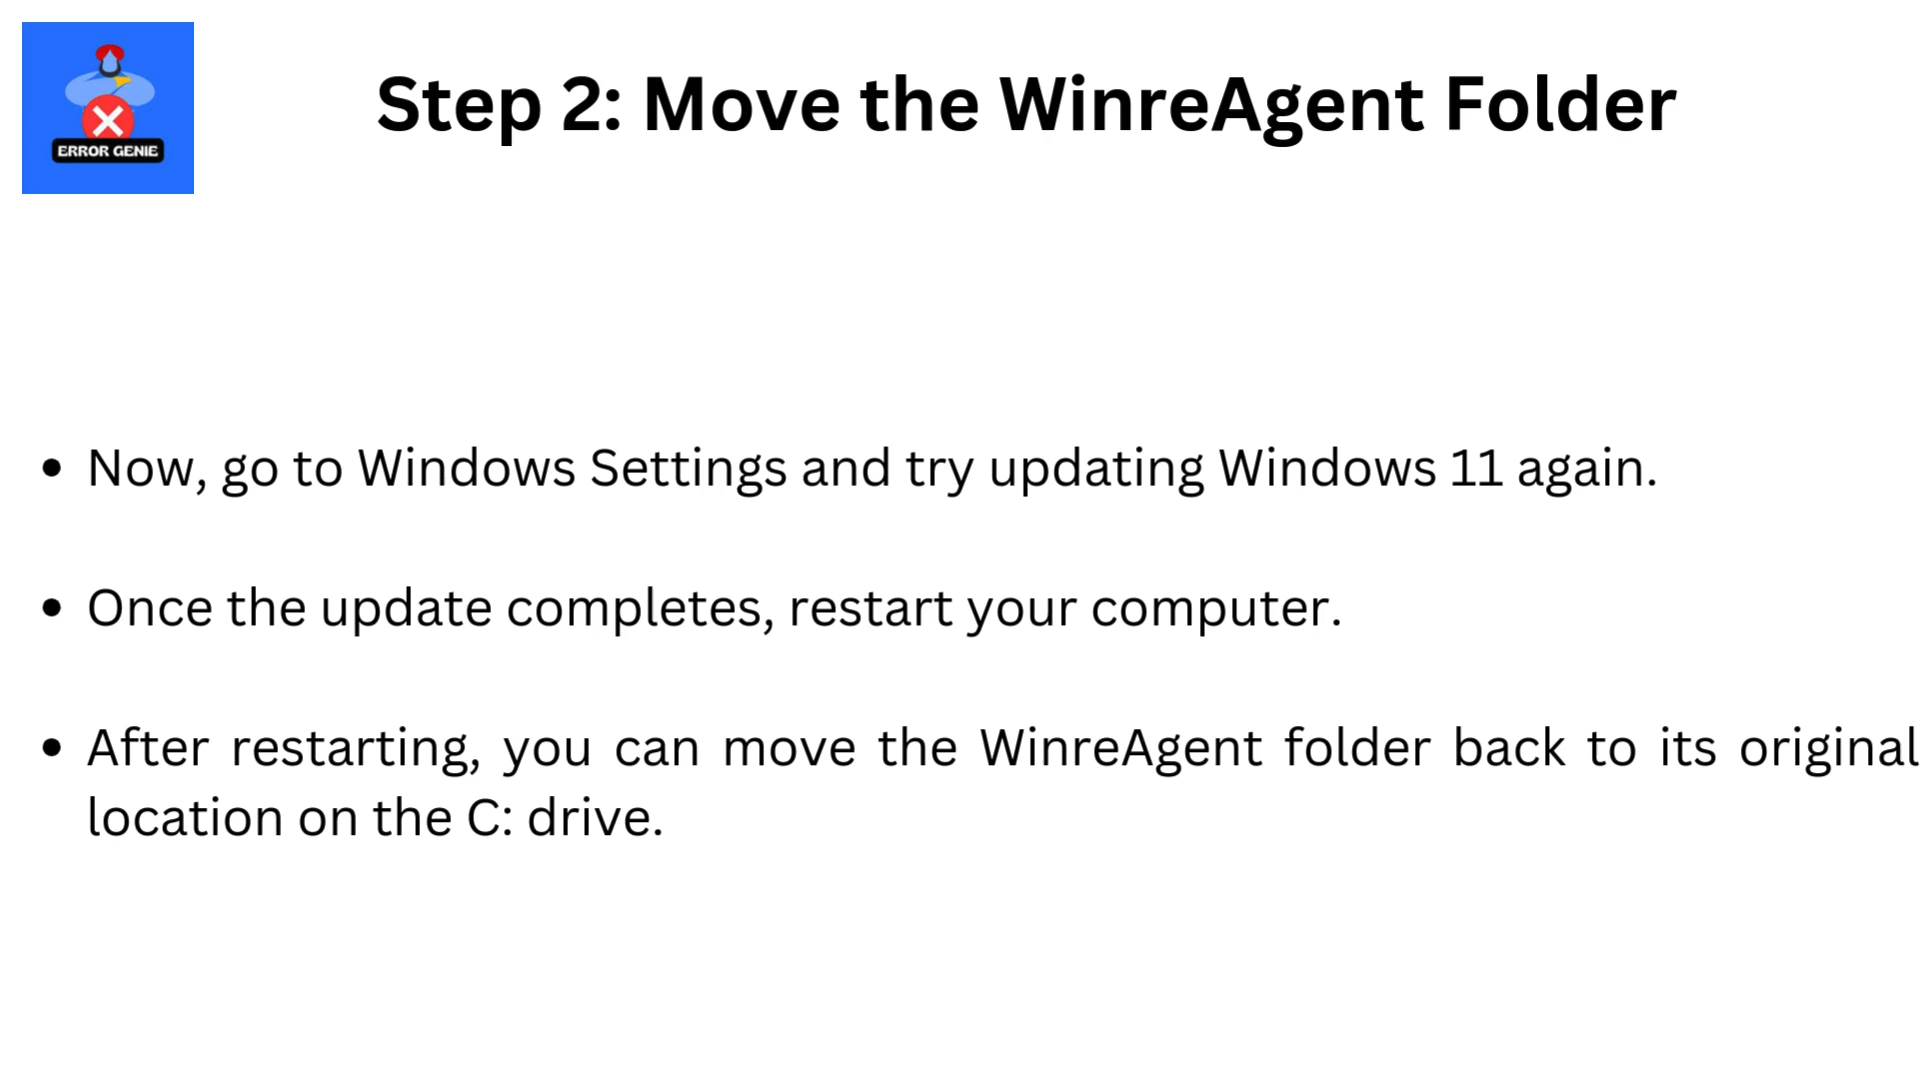 ERROR GENIE
Step 2: Move the WinreAgent Folder
• Now, go to Windows Settings and try updating Windows 11 again.
• Once the update completes, restart your computer.
• After restarting, you can move the WinreAgent folder back to its original
location on the C: drive.